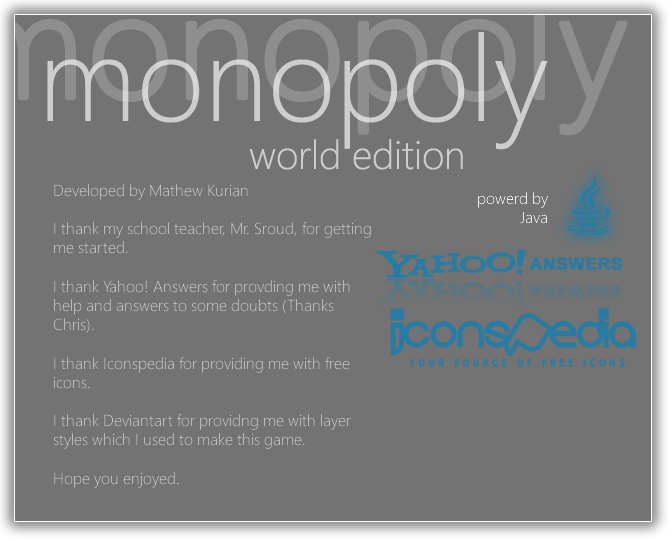 monopoly
monopoly
world edition
Developed by Mathew Kurian
powerd by
Java
I thank my school teacher, Mr. Sroud, for getting
me started.
YAHOO! ANSWERS
I thank Yahoo! Answers for provding me with
help and answers to some doubts (Thanks
Chris).
iconspedia
YOUR SOURCE OF FREE ICONS
I thank Iconspedia for providing me with free
icons.
I thank Deviantart for providng me with layer
styles which I used to make this game.
Hope you enjoyed.